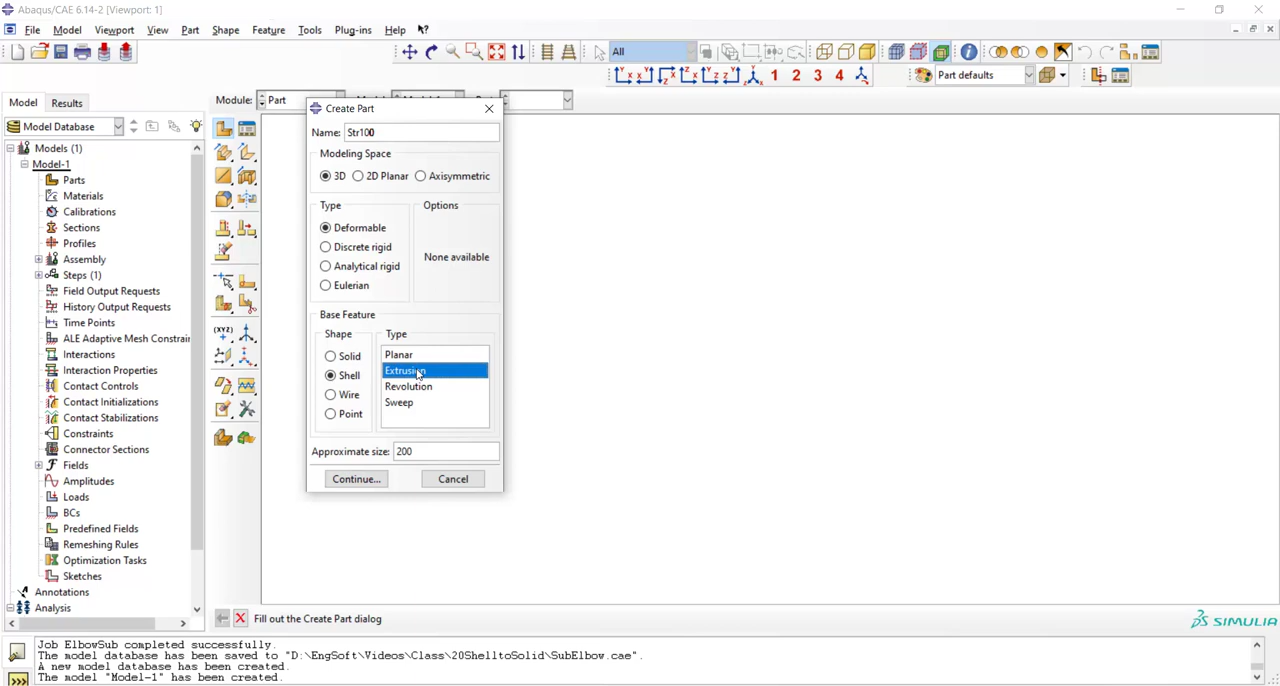 Abaqus/CAE 6.14-2 [Viewport: 1]
File Model Viewport View Part Shape Feature Tools Plug-ins Help
All
1 2 3 4 Part defaults
Model Results
Module: Part
Model Database
Models (1)
Model-1
Parts
Materials
Calibrations
Sections
Profiles
Assembly
Steps (1)
Field Output Requests
History Output Requests
Time Points
ALE Adaptive Mesh Constrain
Interactions
Interaction Properties
Contact Controls
Contact Initializations
Contact Stabilizations
Constraints
Connector Sections
Fields
Amplitudes
Loads
BCs
Predefined Fields
Remeshing Rules
Optimization Tasks
Sketches
Annotations
Analysis
(XYZ)
Create Part
Name: Str100
Modeling Space
3D 2D Planar Axisymmetric
Type Options
Deformable
Discrete rigid
Analytical rigid
Eulerian
None available
Base Feature
Shape Type
Solid
Shell
Wire
Point
Planar
Extrusion
Revolution
Sweep
Approximate size: 200
Continue... Cancel
Fill out the Create Part dialog
SIMULIA
Job ElbowSub completed successfully.
The model database has been saved to "D:\EngSoft\Videos\Class\20ShelltoSolid\SubElbow.cae".
A new model database has been created.
The model "Model-1" has been created.